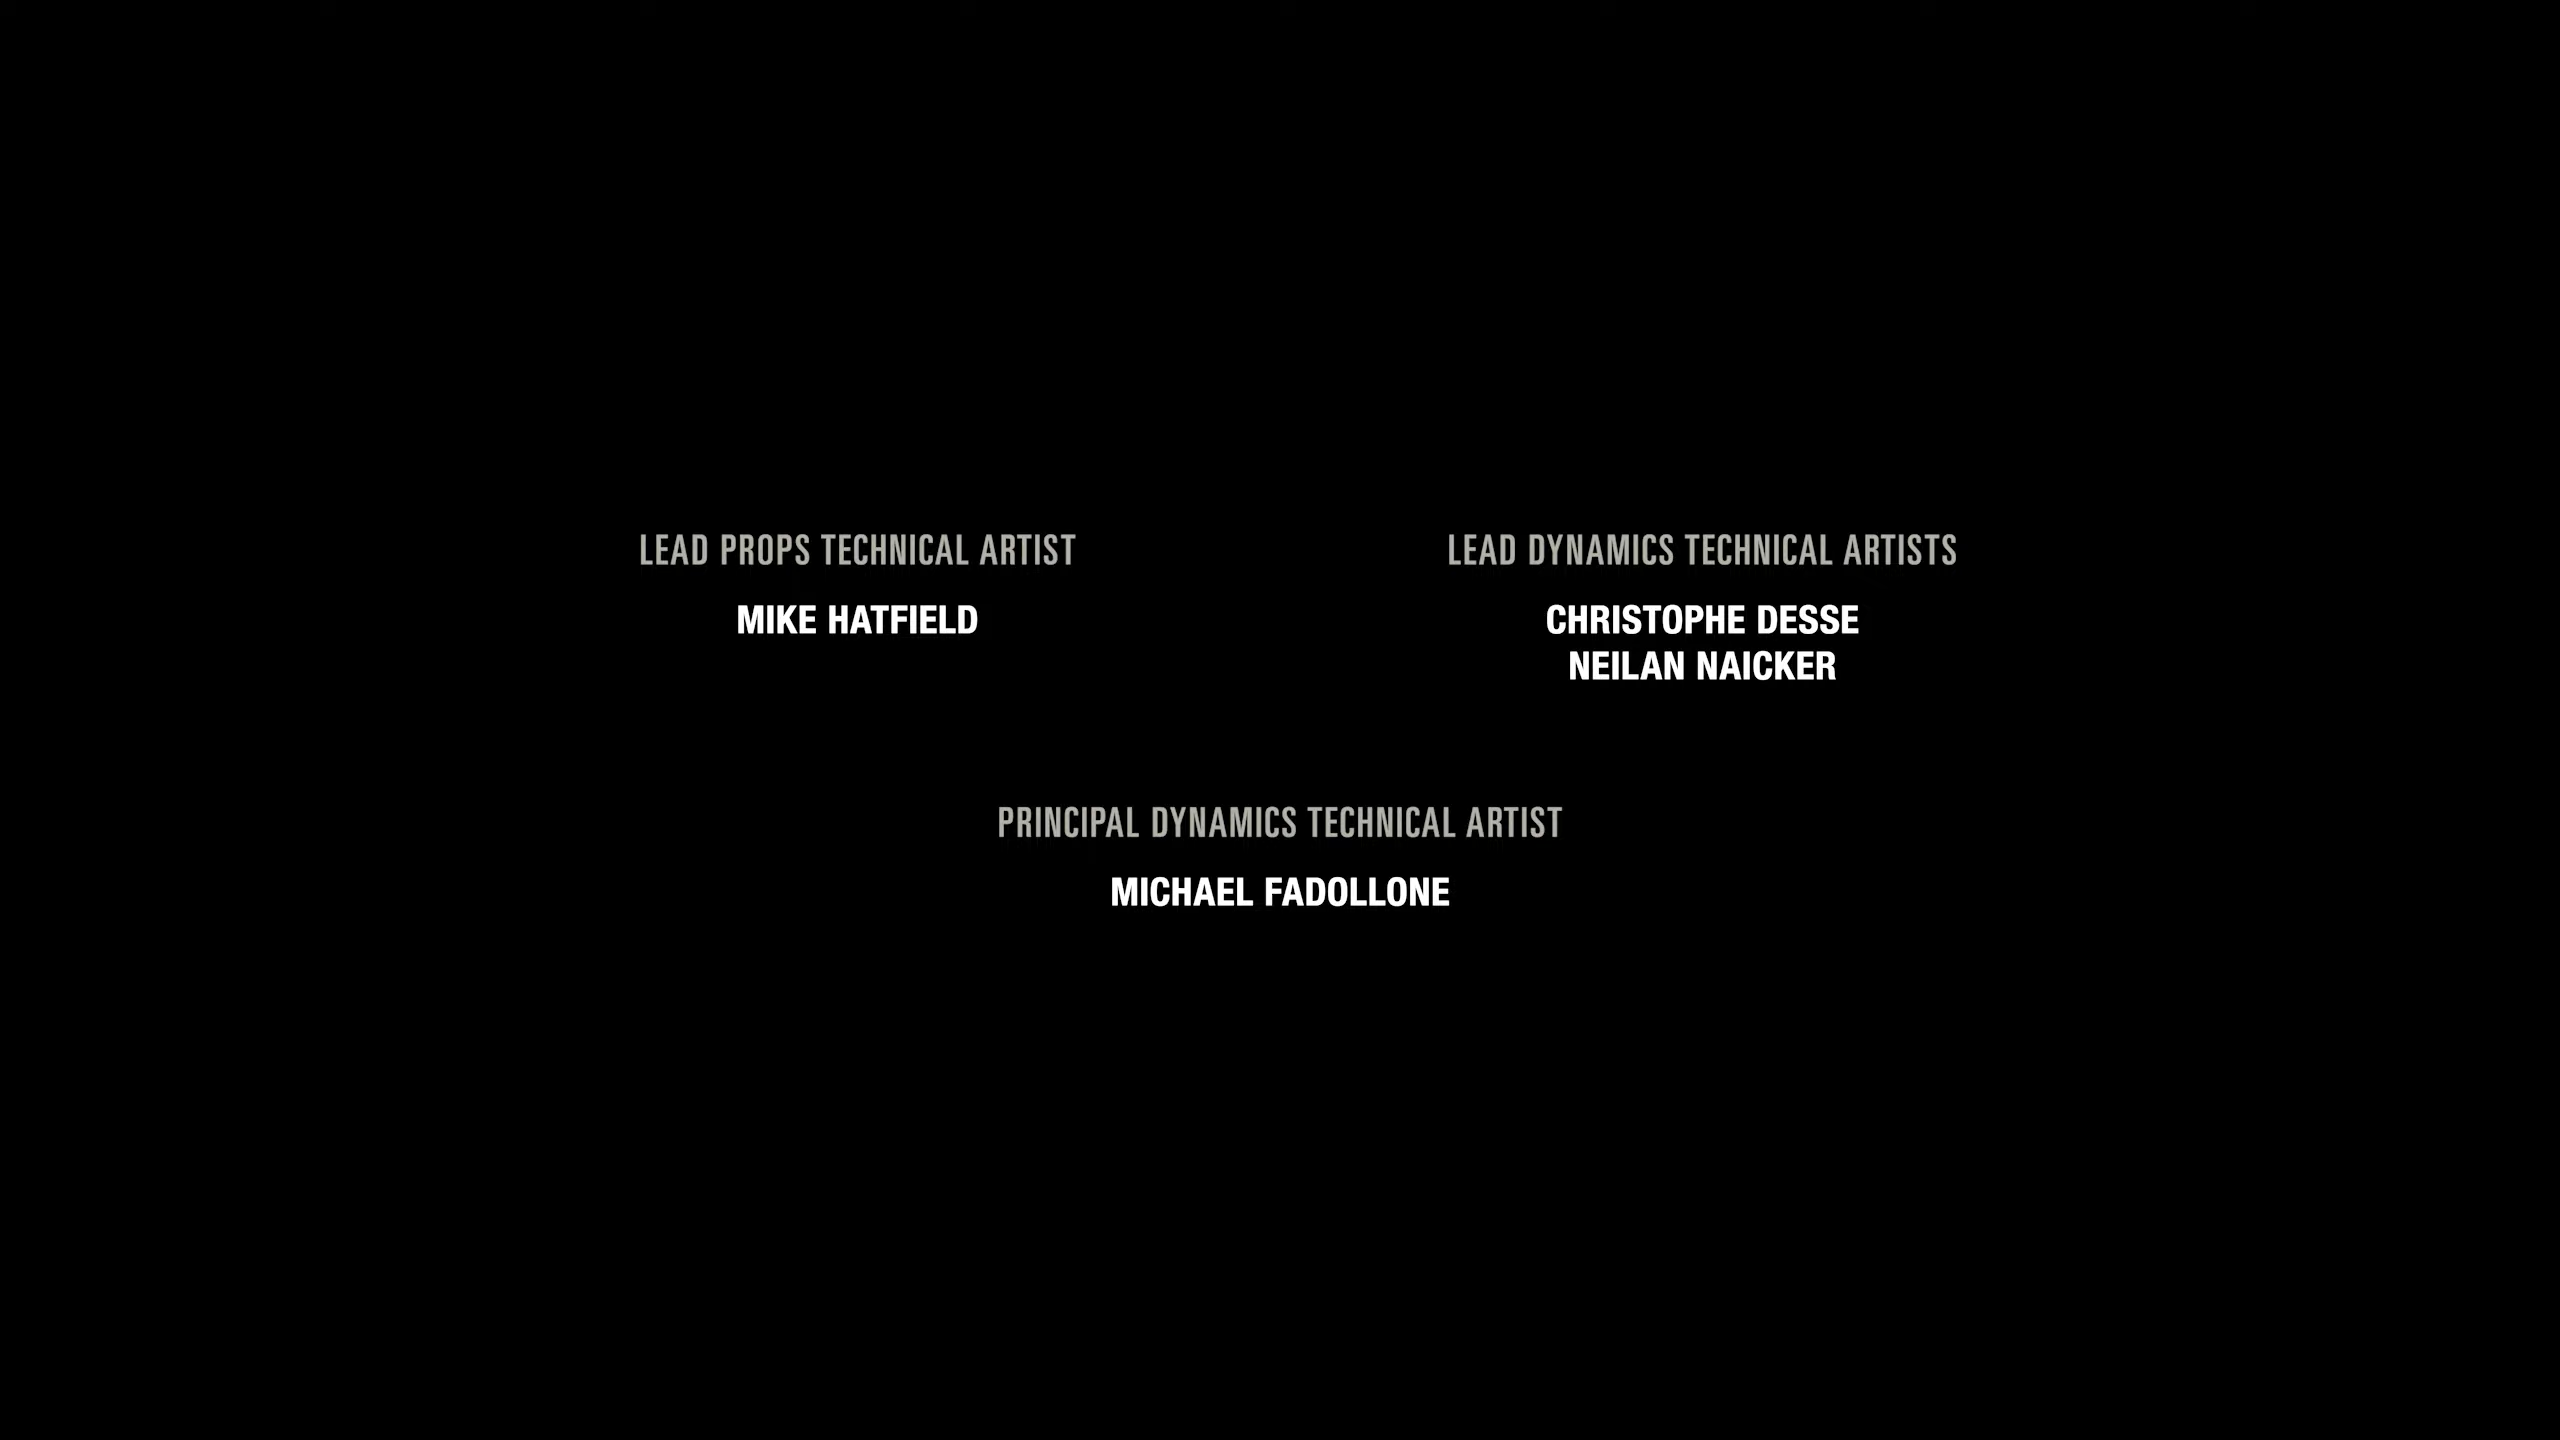 LEAD PROPS TECHNICAL ARTIST
MIKE HATFIELD
LEAD DYNAMICS TECHNICAL ARTISTS
CHRISTOPHE DESSE
NEILAN NAICKER
PRINCIPAL DYNAMICS TECHNICAL ARTIST
MICHAEL FADOLLONE